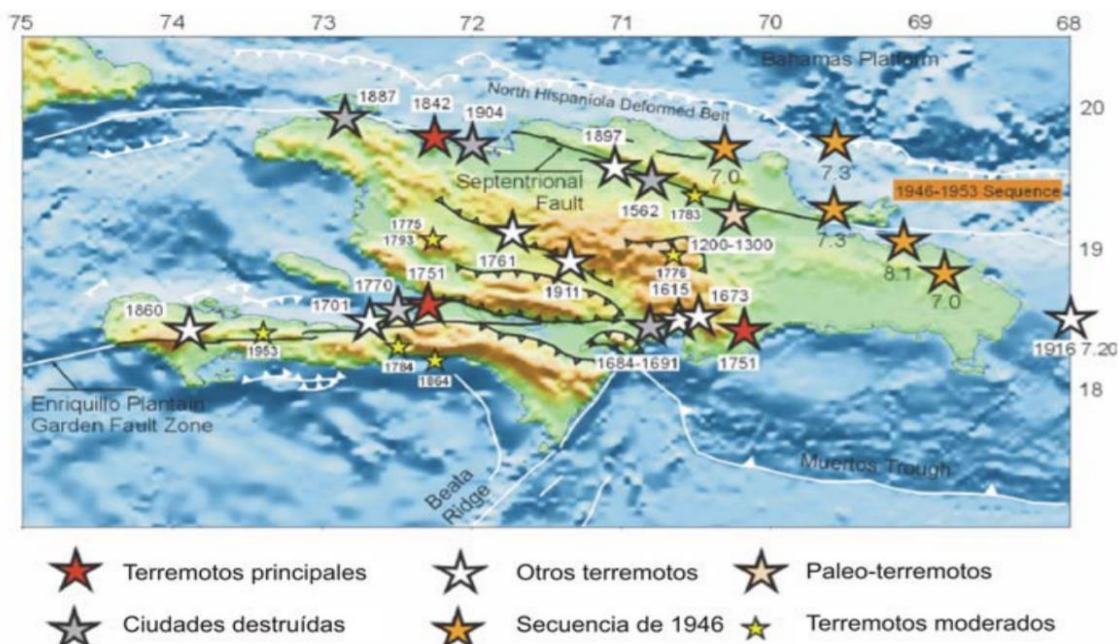 75 74 73 72 71 70 69 68
Bahamas Platform
North Hispaniola Deformed Belt
20
1887
1842
1904
1897
7.0
7.3
Septentrional
Fault
1946-1953 Sequence
1562
1783
7.3
1200-1300
19
1775
1793
1761
1776
8.1
7.0
1751
1770
1911
1615
1673
1701
1860
1953
1784
1864
1684-1691
1751
1916 7.20
18
Enriquillo Plantain
Garden Fault Zone
Beata
Ridge
Muertos Trough
Terremotos principales
Otros terremotos
Paleo-terremotos
Ciudades destruídas
Secuencia de 1946
Terremotos moderados